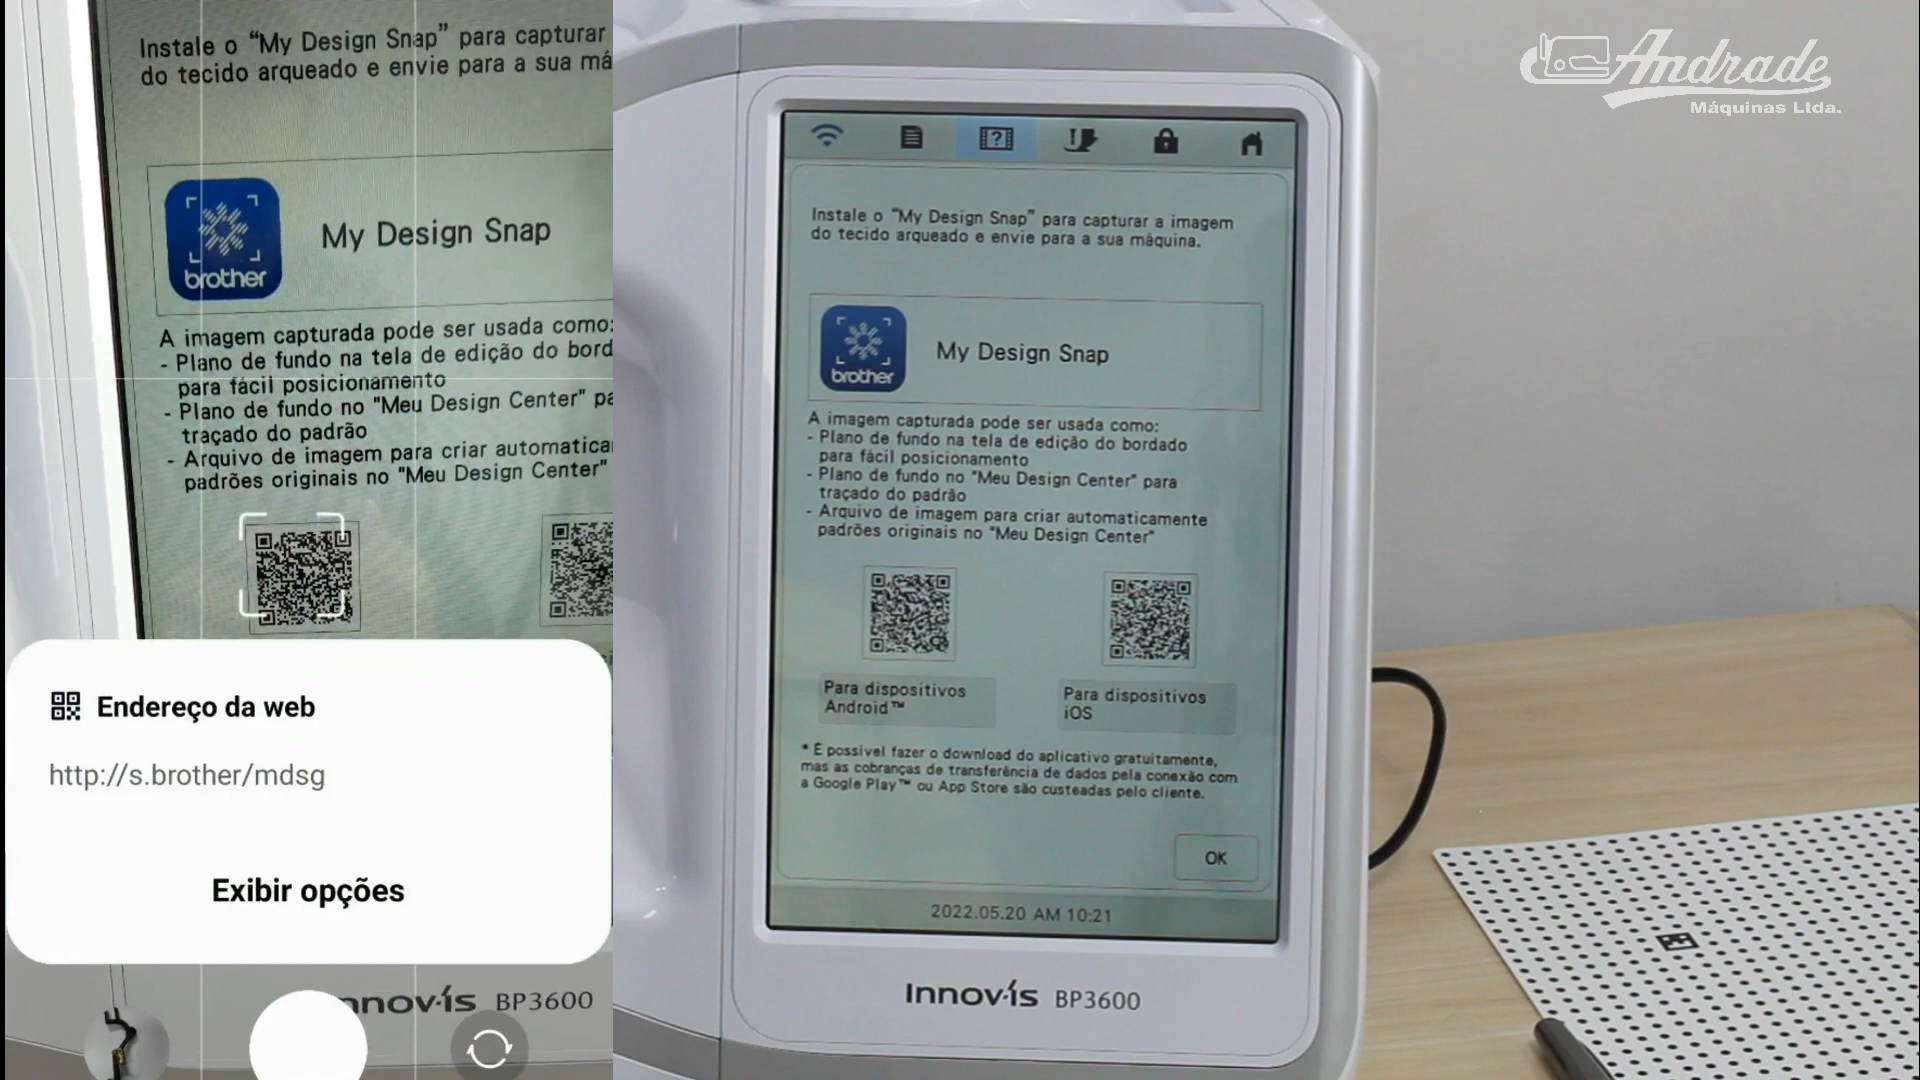 Instale o “My Design Snap” para capturar
do tecido arqueado e envie para a sua má
brother
My Design Snap
A imagem capturada pode ser usada como:
- Plano de fundo na tela de edição do bord
para fácil posicionamento
- Plano de fundo no "Meu Design Center" pa
traçado do padrão
- Arquivo de imagem para criar automatica
padrões originais no "Meu Design Center"
Endereço da web
http://s.brother/mdsg
Exibir opções
nnov-ís BP3600
Instale o “My Design Snap” para capturar a imagem
do tecido arqueado e envie para a sua máquina.
brother
My Design Snap
A imagem capturada pode ser usada como:
- Plano de fundo na tela de edição do bordado
para fácil posicionamento
- Plano de fundo no "Meu Design Center" para
traçado do padrão
- Arquivo de imagem para criar automaticamente
padrões originais no "Meu Design Center"
Para dispositivos
Android™
Para dispositivos
iOS
* É possível fazer o download do aplicativo gratuitamente,
mas as cobranças de transferência de dados pela conexão com
a Google Play™ ou App Store são custeadas pelo cliente.
OK
2022.05.20 AM 10:21
Innov-ís BP3600
Andrade
Máquinas Ltda.